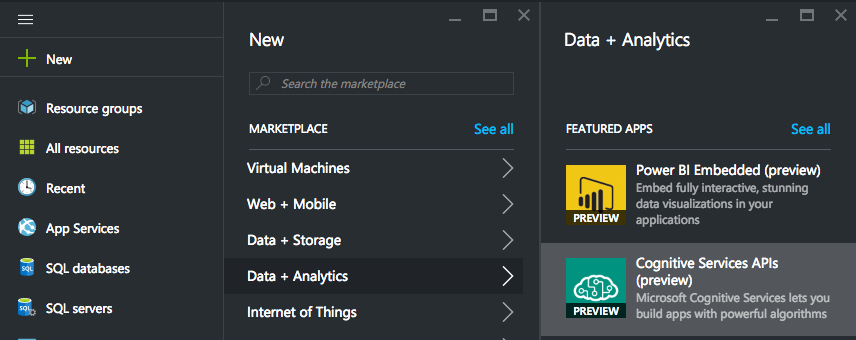 New
Resource groups
All resources
Recent
App Services
SQL
SQL databases
SQL
SQL servers
New
Search the marketplace
MARKETPLACE
See all
Virtual Machines
Web + Mobile
Data + Storage
Data + Analytics
Internet of Things
Data + Analytics
FEATURED APPS
See all
PREVIEW
Power BI Embedded (preview)
Embed fully interactive, stunning
data visualizations in your
applications
PREVIEW
Cognitive Services APIs
(preview)
Microsoft Cognitive Services lets you
build apps with powerful algorithms